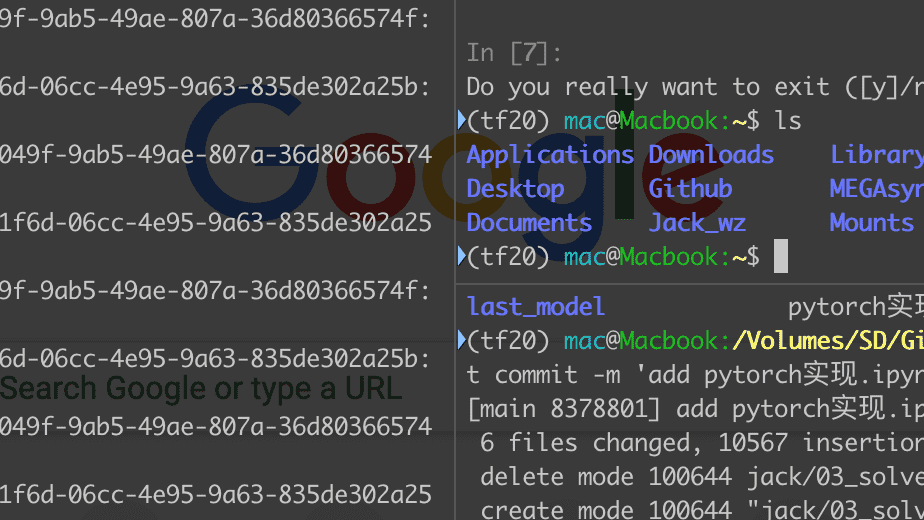 9f-9ab5-49ae-807a-36d80366574f:
6d-06cc-4e95-9a63-835de302a25b:
049f-9ab5-49ae-807a-36d80366574
1f6d-06cc-4e95-9a63-835de302a25
9f-9ab5-49ae-807a-36d80366574f:
6d-06cc-4e95-9a63-835de302a25b:
049f-9ab5-49ae-807a-36d80366574
1f6d-06cc-4e95-9a63-835de302a25
Google
Search Google or type a URL
In [7]:
Do you really want to exit ([y]/n
(tf20) mac@Macbook:~$ ls
Applications Downloads Library
Desktop Github MEGAsyn
Documents Jack_wz Mounts
(tf20) mac@Macbook:~$
last_model pytorch实现
(tf20) mac@Macbook:/Volumes/SD/Gi
t commit -m 'add pytorch实现.ipyn
[main 8378801] add pytorch实现.ip
6 files changed, 10567 insertion
delete mode 100644 jack/03_solve
create mode 100644 "jack/03_solv